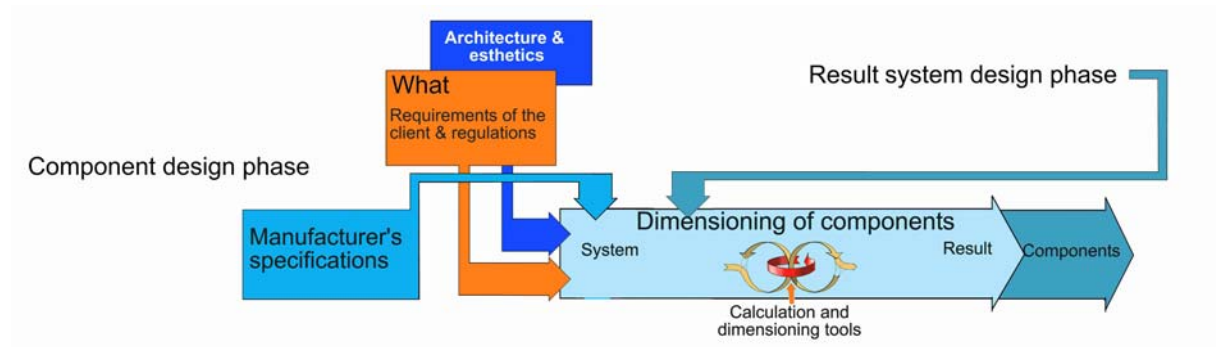 Architecture &
esthetics
What
Requirements of the
client & regulations
Result system design phase
Component design phase
Manufacturer's
specifications
Dimensioning of components
System
Result
Components
Calculation and
dimensioning tools